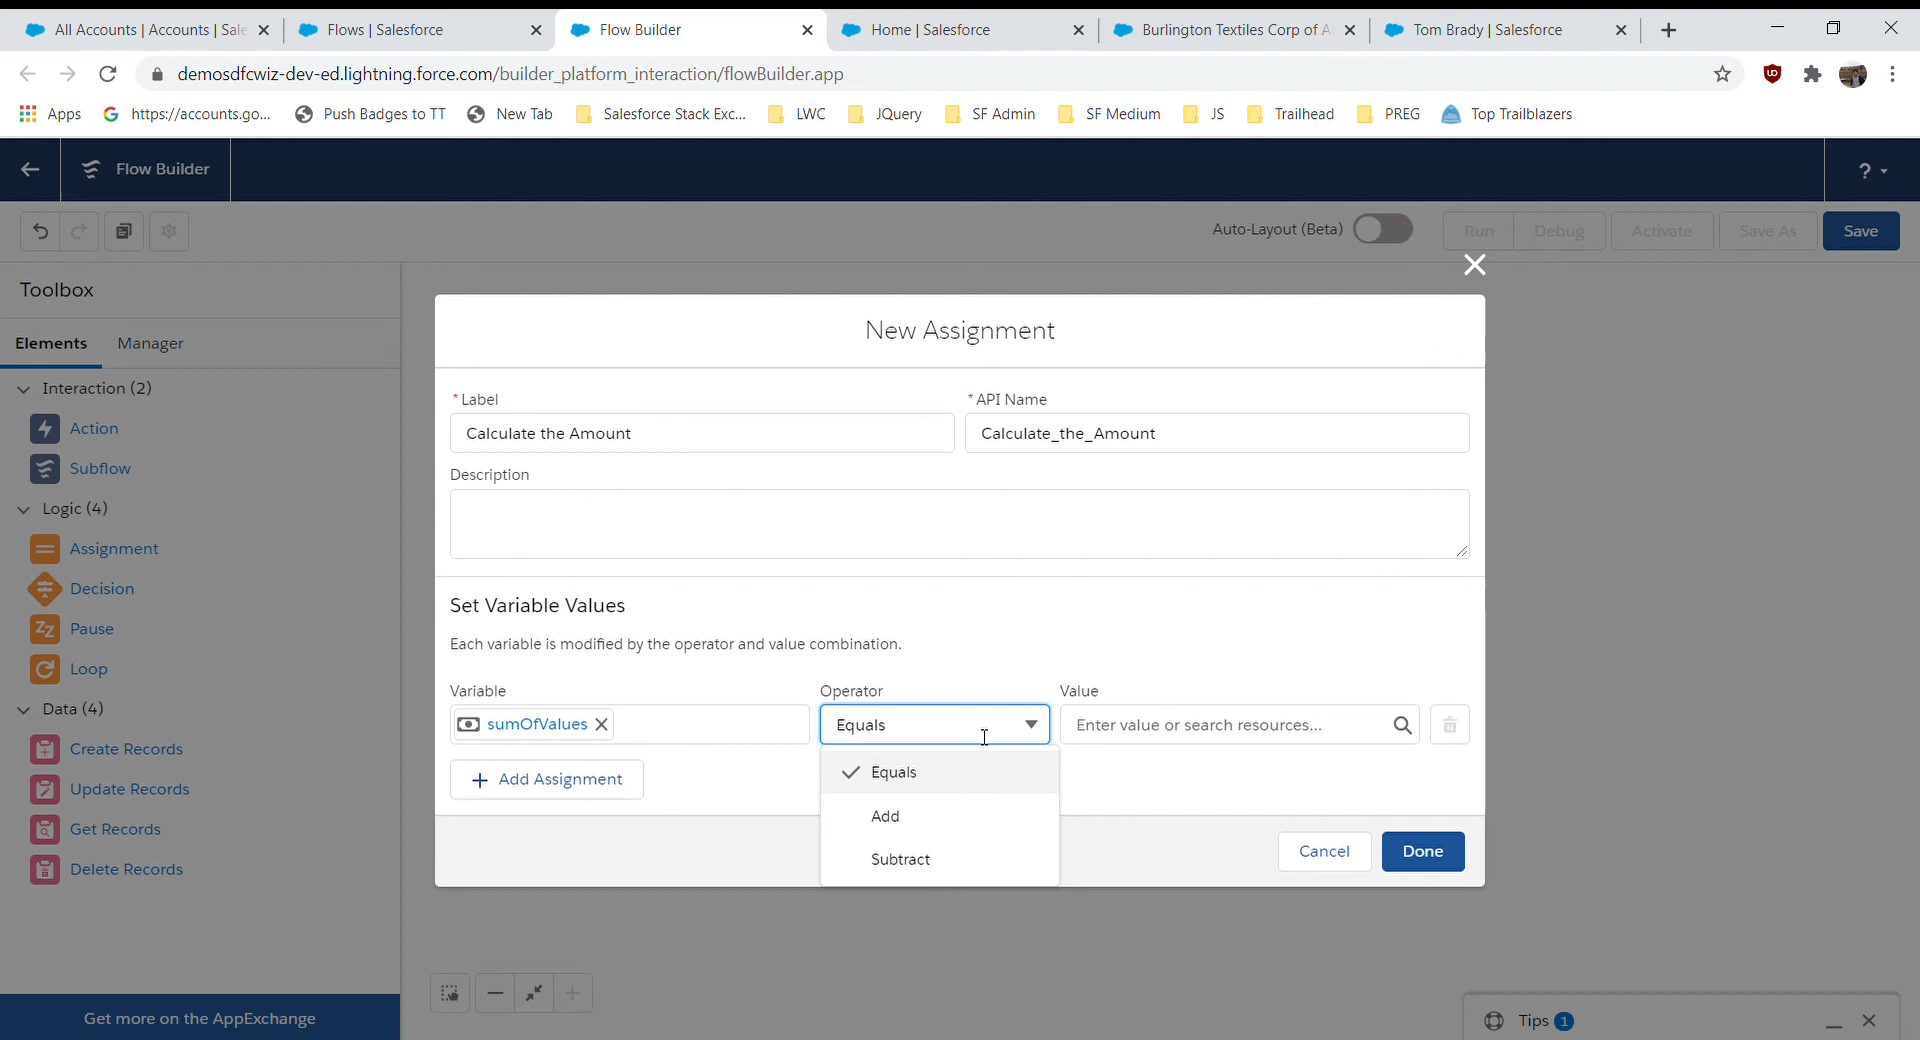 All Accounts | Accounts | Sale
Flows | Salesforce
Flow Builder
Home | Salesforce
Burlington Textiles Corp of A
Tom Brady | Salesforce
demosdfcwiz-dev-ed.lightning.force.com/builder_platform_interaction/flowBuilder.app
Apps
https://accounts.go...
Push Badges to TT
New Tab
Salesforce Stack Exc...
LWC
JQuery
SF Admin
SF Medium
JS
Trailhead
PREG
Top Trailblazers
Flow Builder
?
Auto-Layout (Beta)
Run
Debug
Activate
Save As
Save
Toolbox
Elements
Manager
Interaction (2)
Action
Subflow
Logic (4)
Assignment
Decision
Pause
Loop
Data (4)
Create Records
Update Records
Get Records
Delete Records
Get more on the AppExchange
New Assignment
* Label
Calculate the Amount
* API Name
Calculate_the_Amount
Description
Set Variable Values
Each variable is modified by the operator and value combination.
Variable
sumOfValues
Operator
Equals
Value
Enter value or search resources...
Equals
Add
Subtract
+ Add Assignment
Cancel
Done
Tips 1